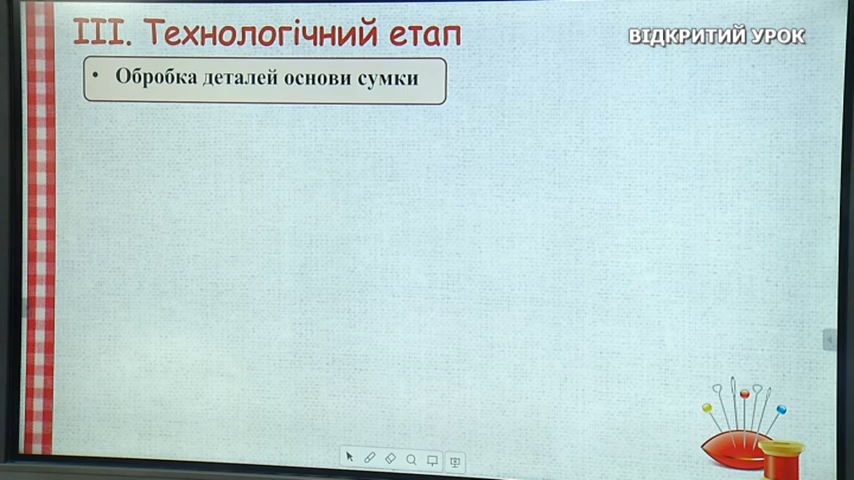 III. Технологічний етап
ВІДКРИТИЙ УРОК
• Обробка деталей основи сумки